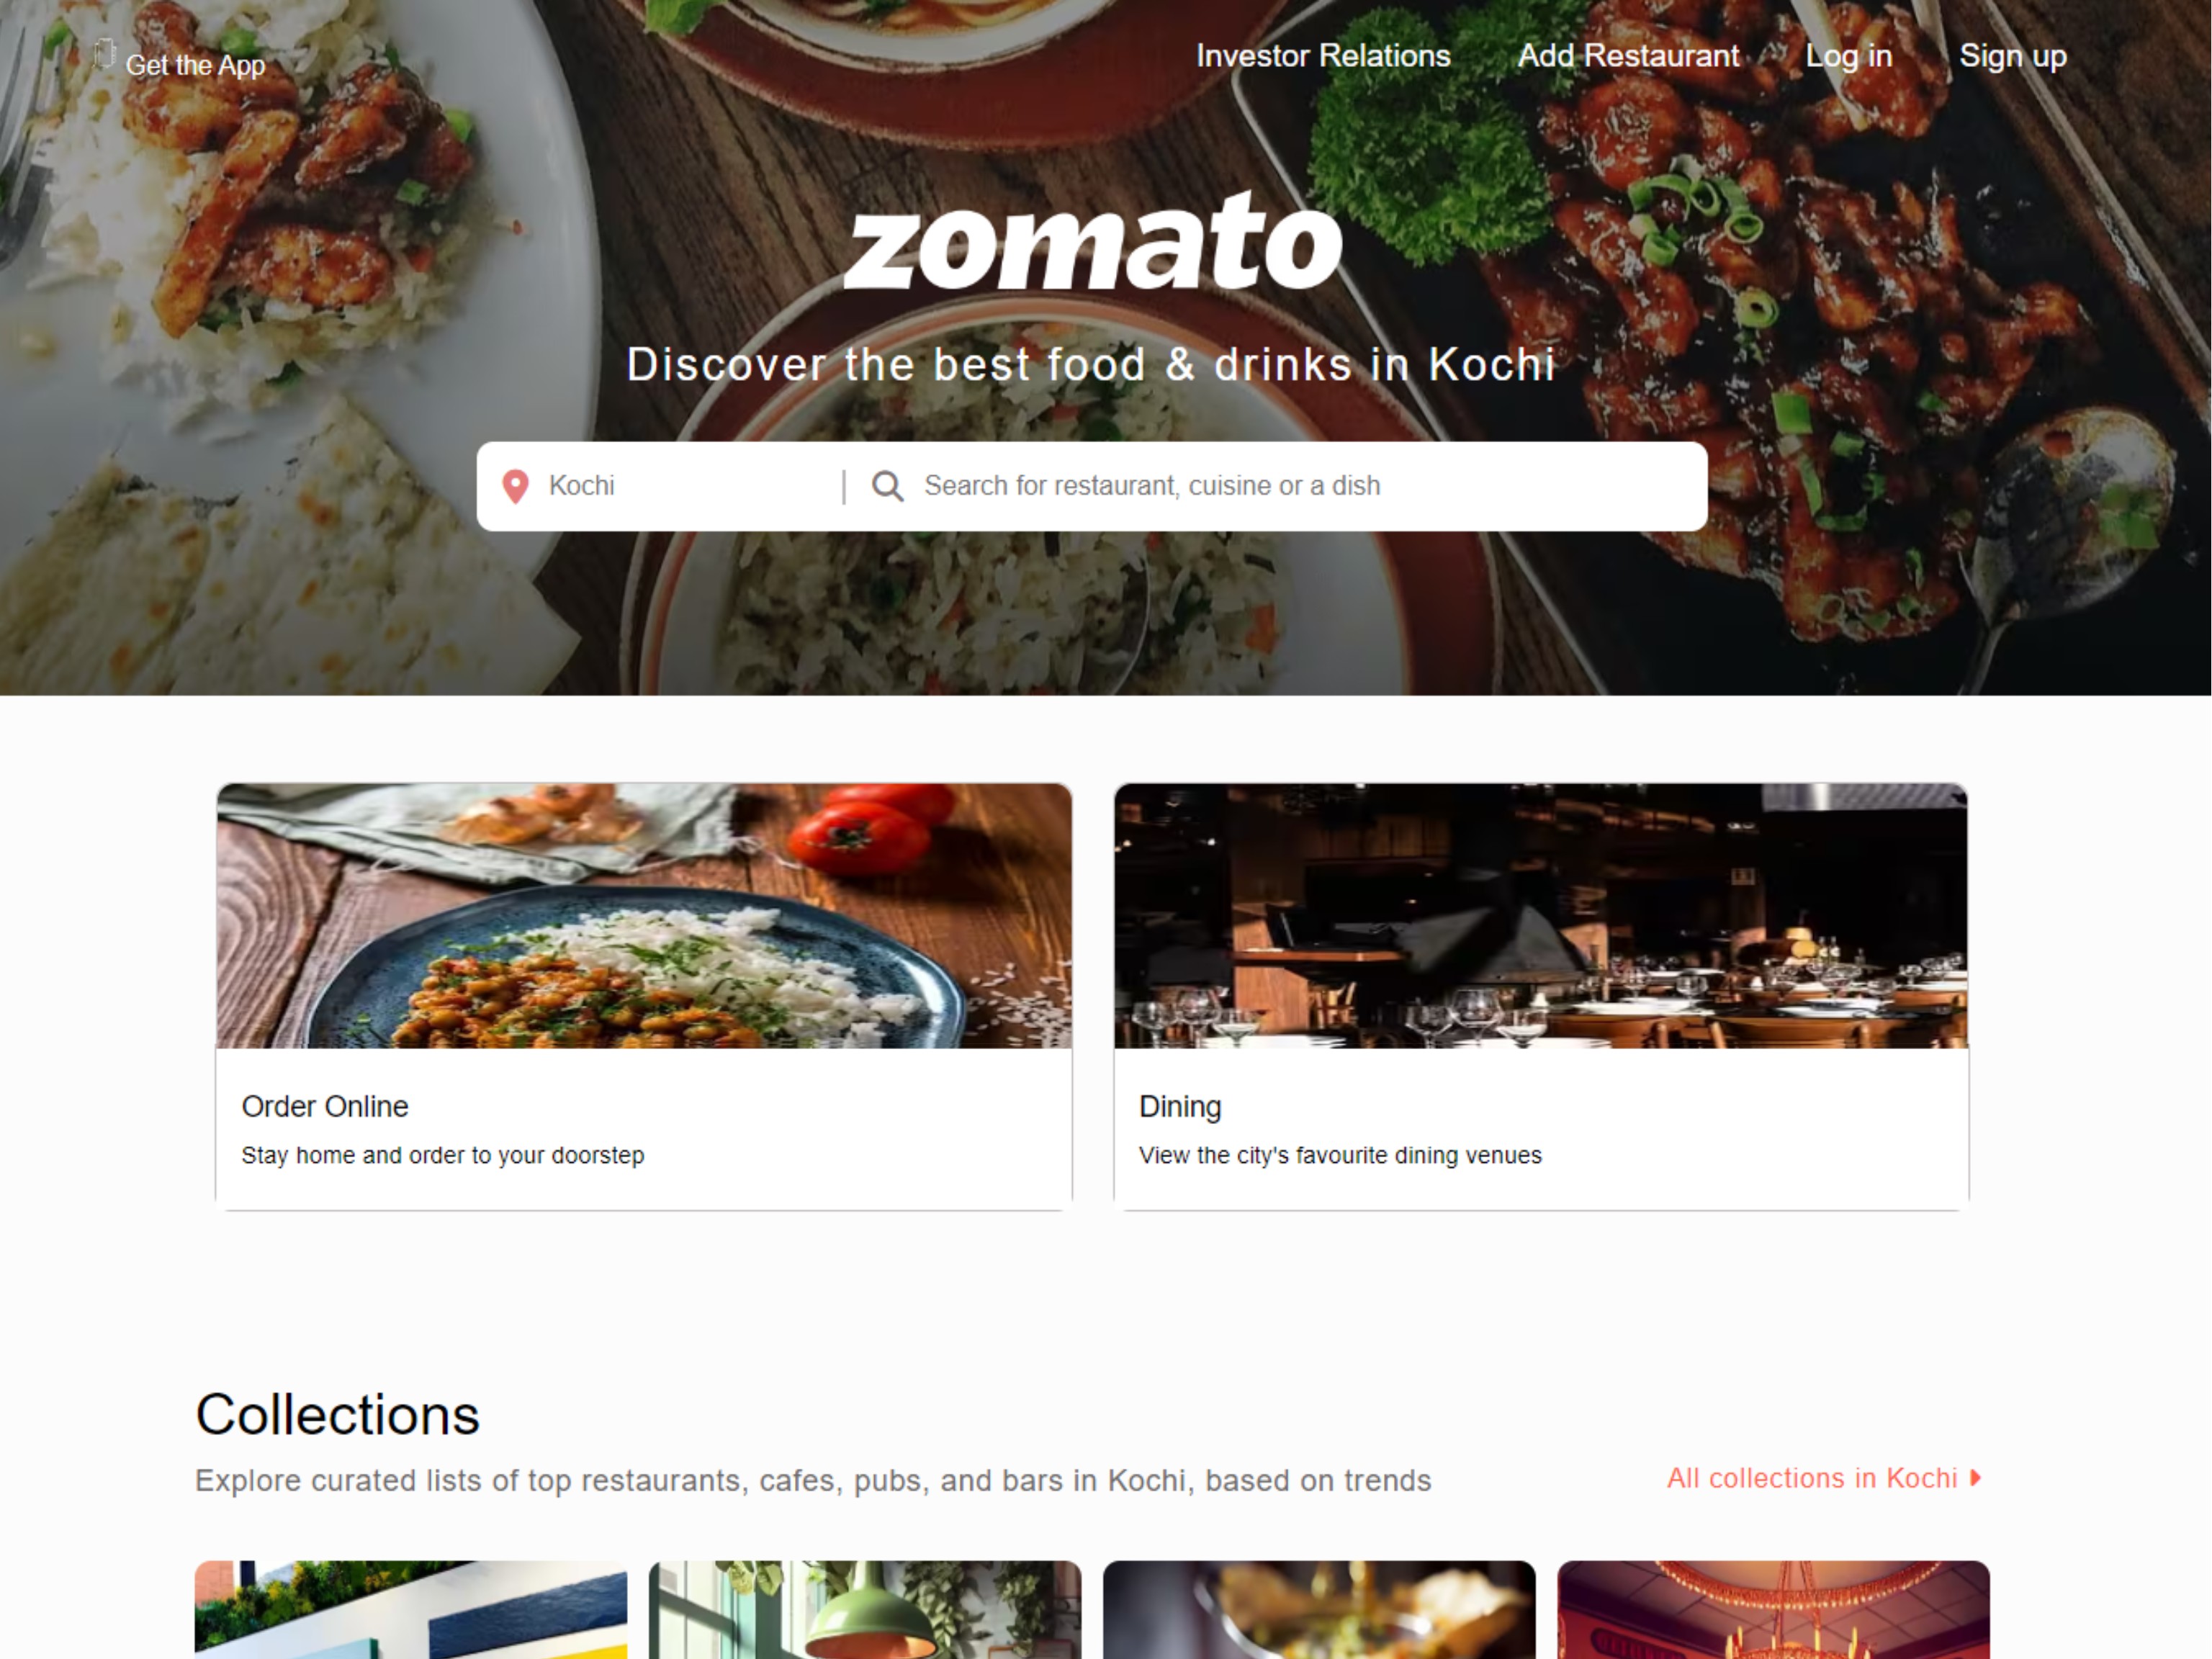 Get the App
Investor Relations
Add Restaurant
Log in
Sign up
zomato
Discover the best food & drinks in Kochi
Kochi
Search for restaurant, cuisine or a dish
Order Online
Stay home and order to your doorstep
Dining
View the city's favourite dining venues
Collections
Explore curated lists of top restaurants, cafes, pubs, and bars in Kochi, based on trends
All collections in Kochi